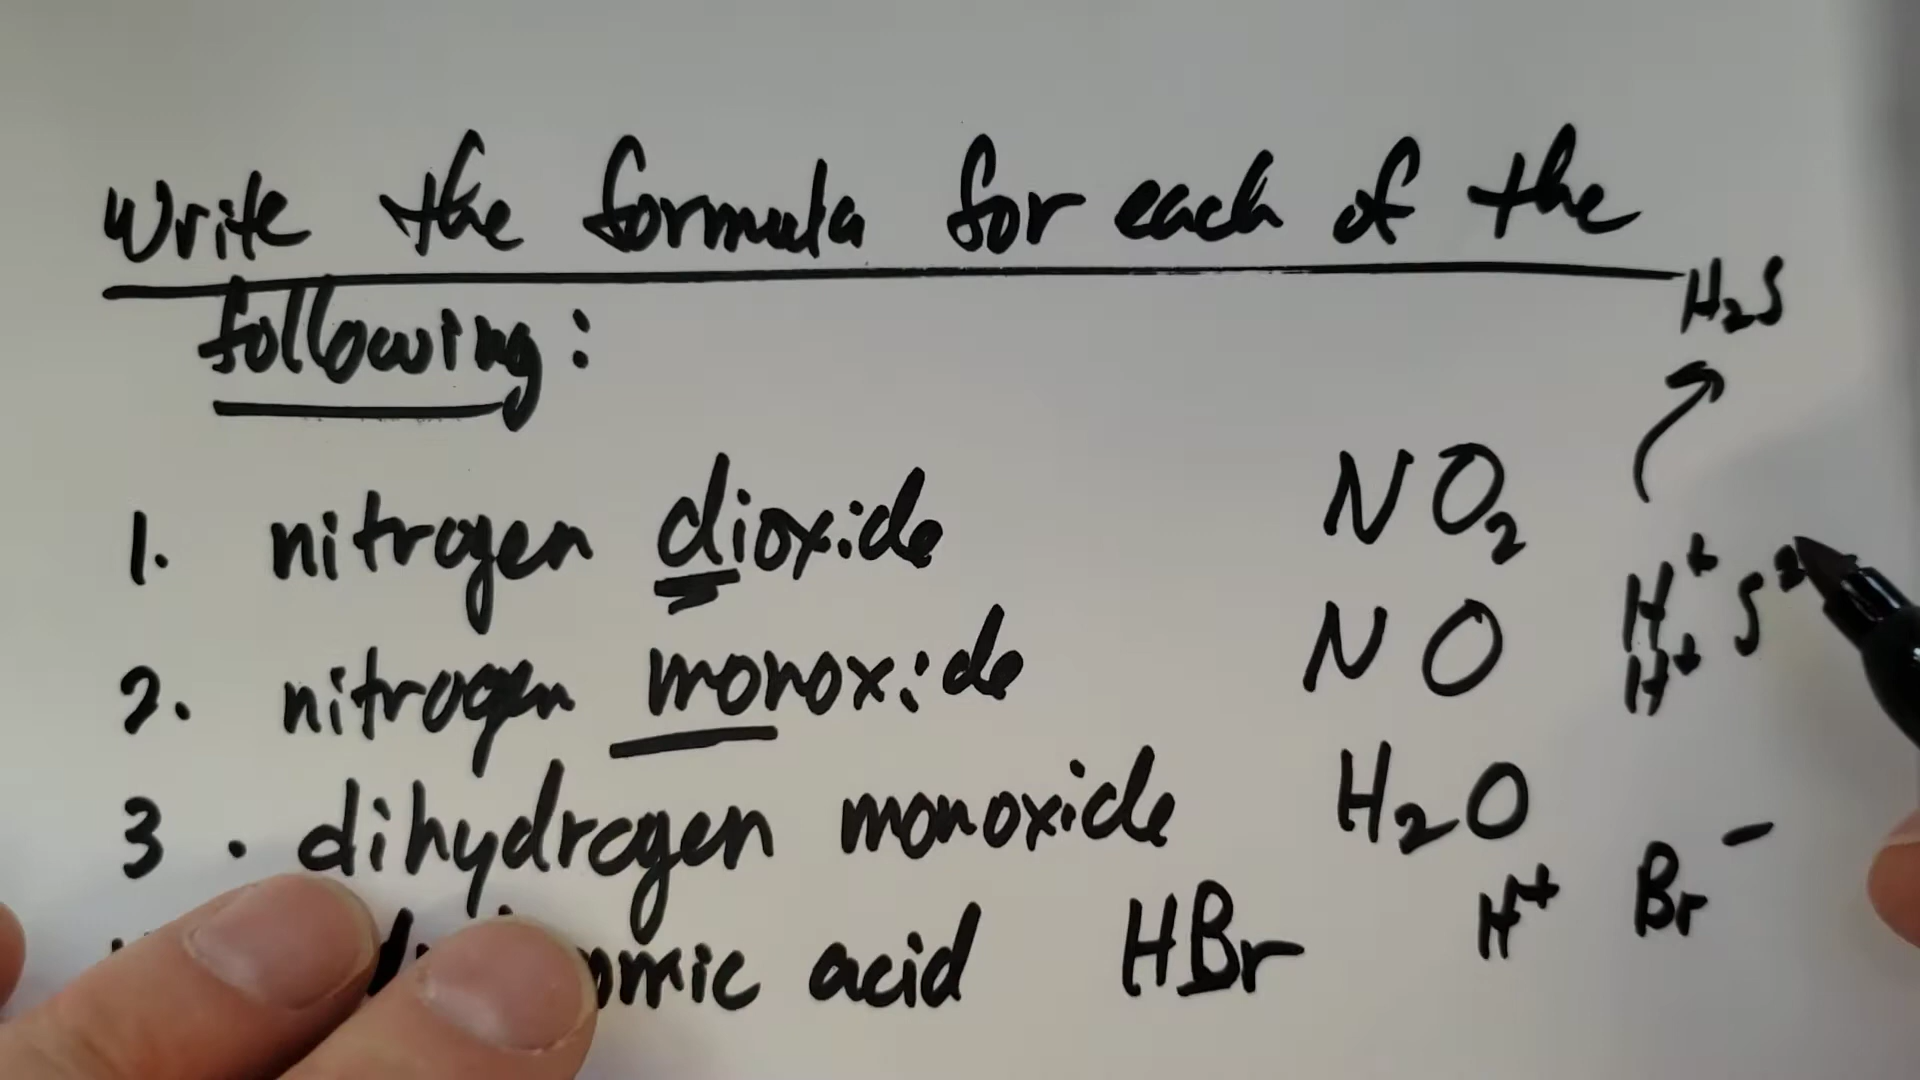 Write the formula for each of the
following:
H₂S
1. nitrogen dioxide NO₂
H⁺ S²
H⁺
2. nitrogen monoxide NO
3. dihydrogen monoxide H₂O
acid HBr H⁺ Br⁻